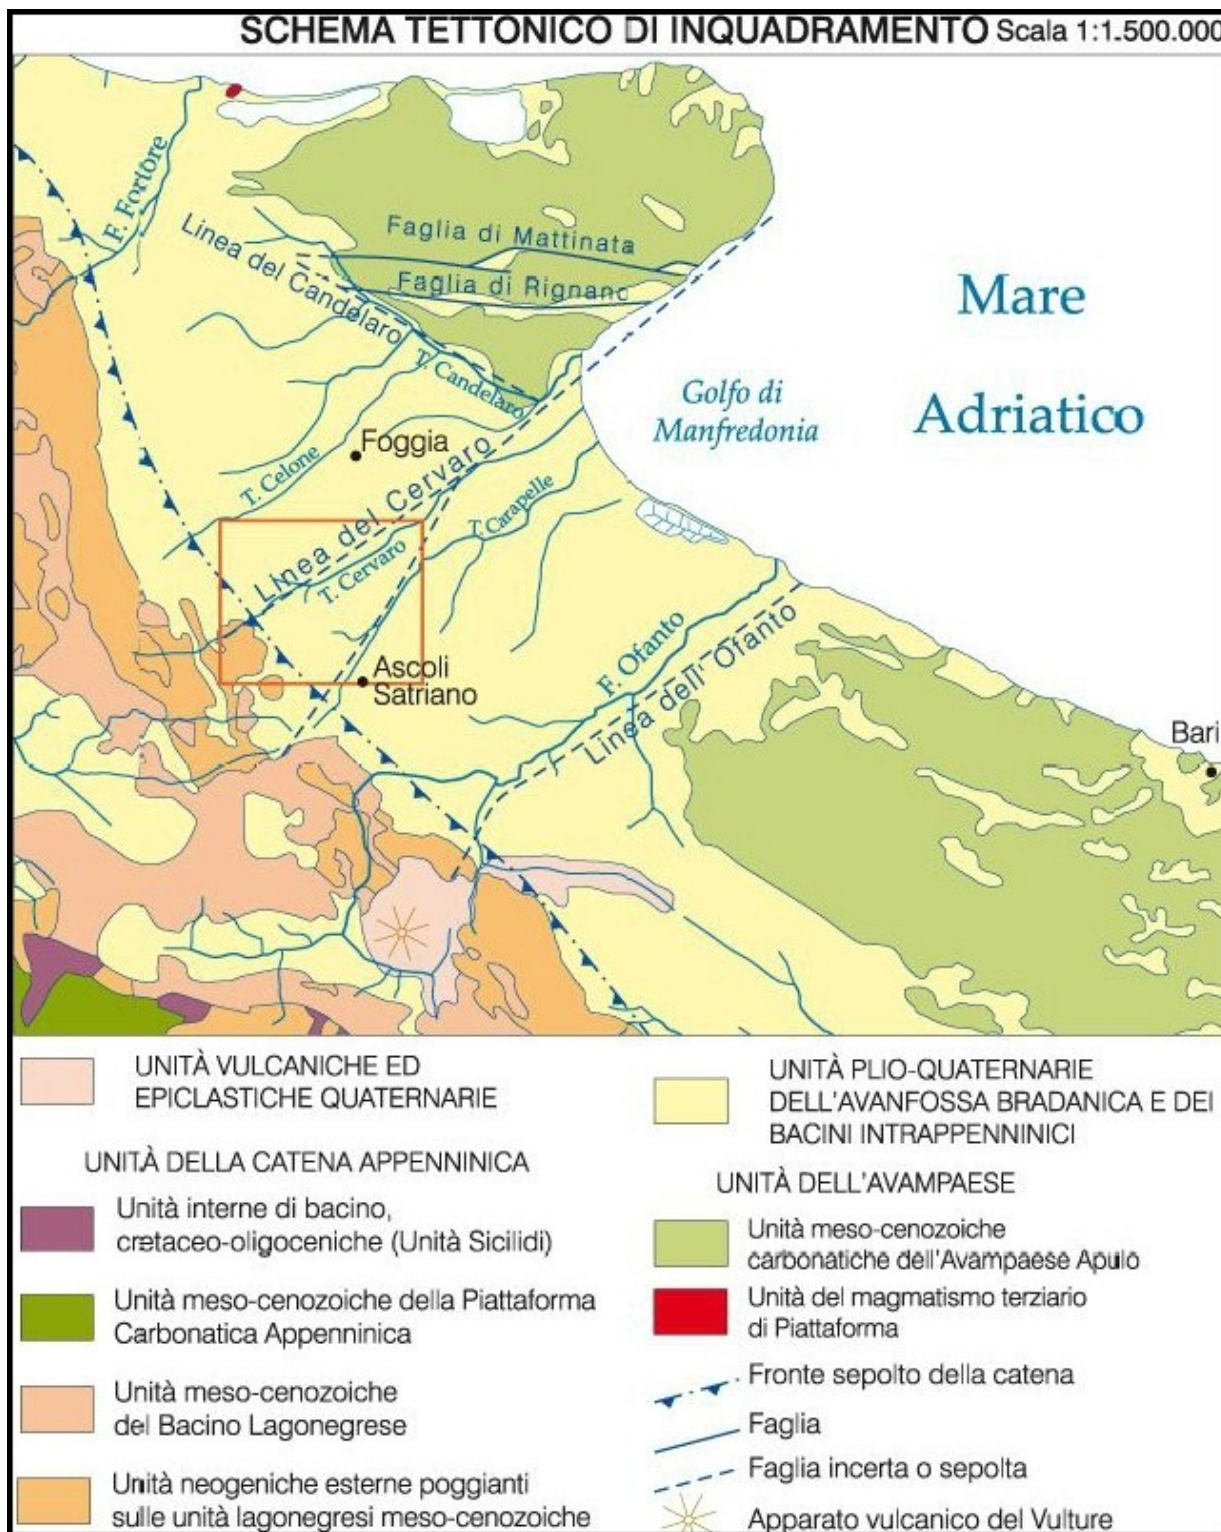 SCHEMA TETTONICO DI INQUADRAMENTO Scala 1:1.500.000
F. Fortore
Linea del Candelaro
Faglia di Mattinata
Faglia di Rignano
Mare
Adriatico
Golfo di
Manfredonia
T. Candelaro
Foggia
T. Celone
Linea del Cervaro
T. Cervaro
T. Carapelle
Ascoli
Satriano
F. Ofanto
Linea dell' Ofanto
Bari
UNITÀ VULCANICHE ED
EPICLASTICHE QUATERNARIE
UNITÀ DELLA CATENA APPENNINICA
Unità interne di bacino,
cretaceo-oligoceniche (Unità Sicilidi)
Unità meso-cenozoiche della Piattaforma
Carbonatica Appenninica
Unità meso-cenozoiche
del Bacino Lagonegrese
Unità neogeniche esterne poggianti
sulle unità lagonegresi meso-cenozoiche
UNITÀ PLIO-QUATERNARIE
DELL'AVANFOSSA BRADANICA E DEI
BACINI INTRAPPENNINICI
UNITÀ DELL'AVAMPAESE
Unità meso-cenozoiche
carbonatiche dell'Avampaese Apulo
Unità del magmatismo terziario
di Piattaforma
Fronte sepolto della catena
Faglia
Faglia incerta o sepolta
Apparato vulcanico del Vulture